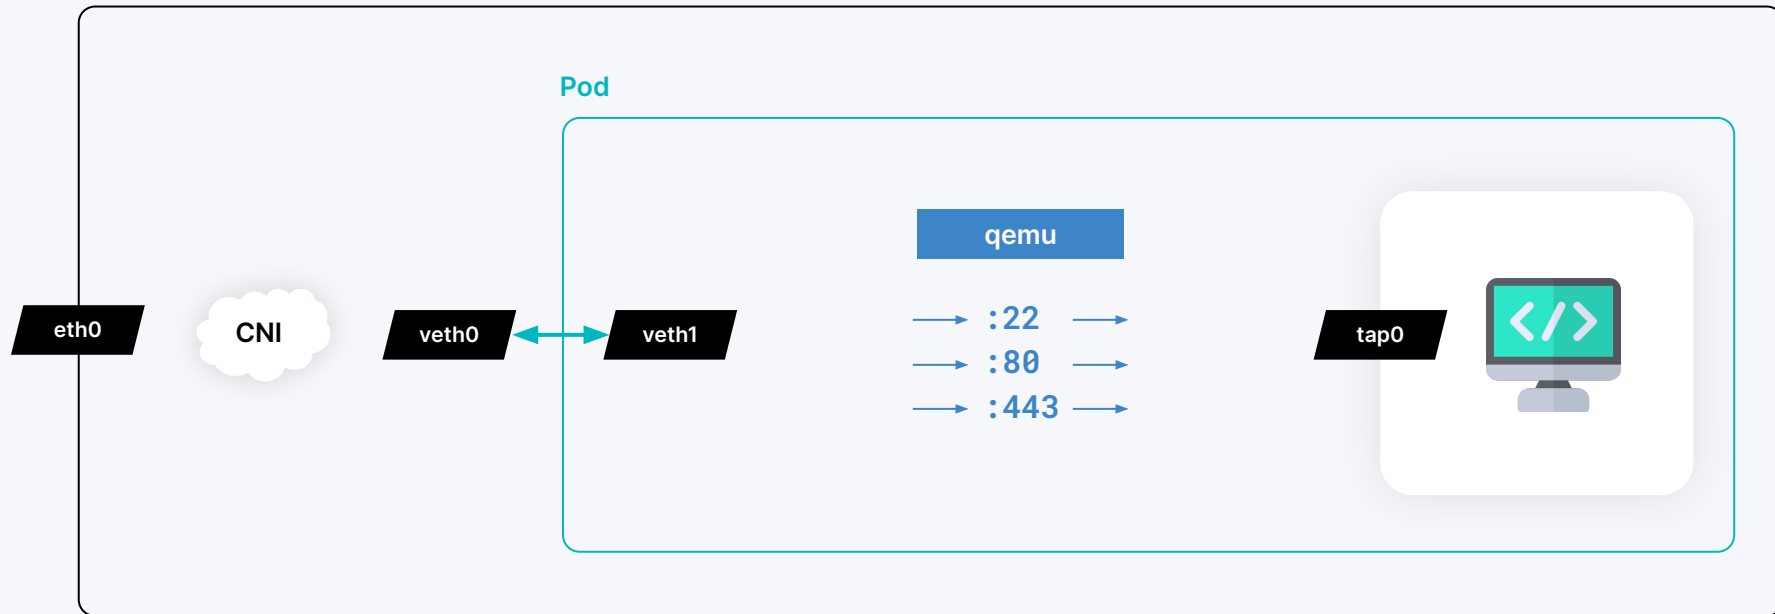 Pod
qemu
eth0
CNI
veth0
veth1
:22
:80
:443
tap0
</>